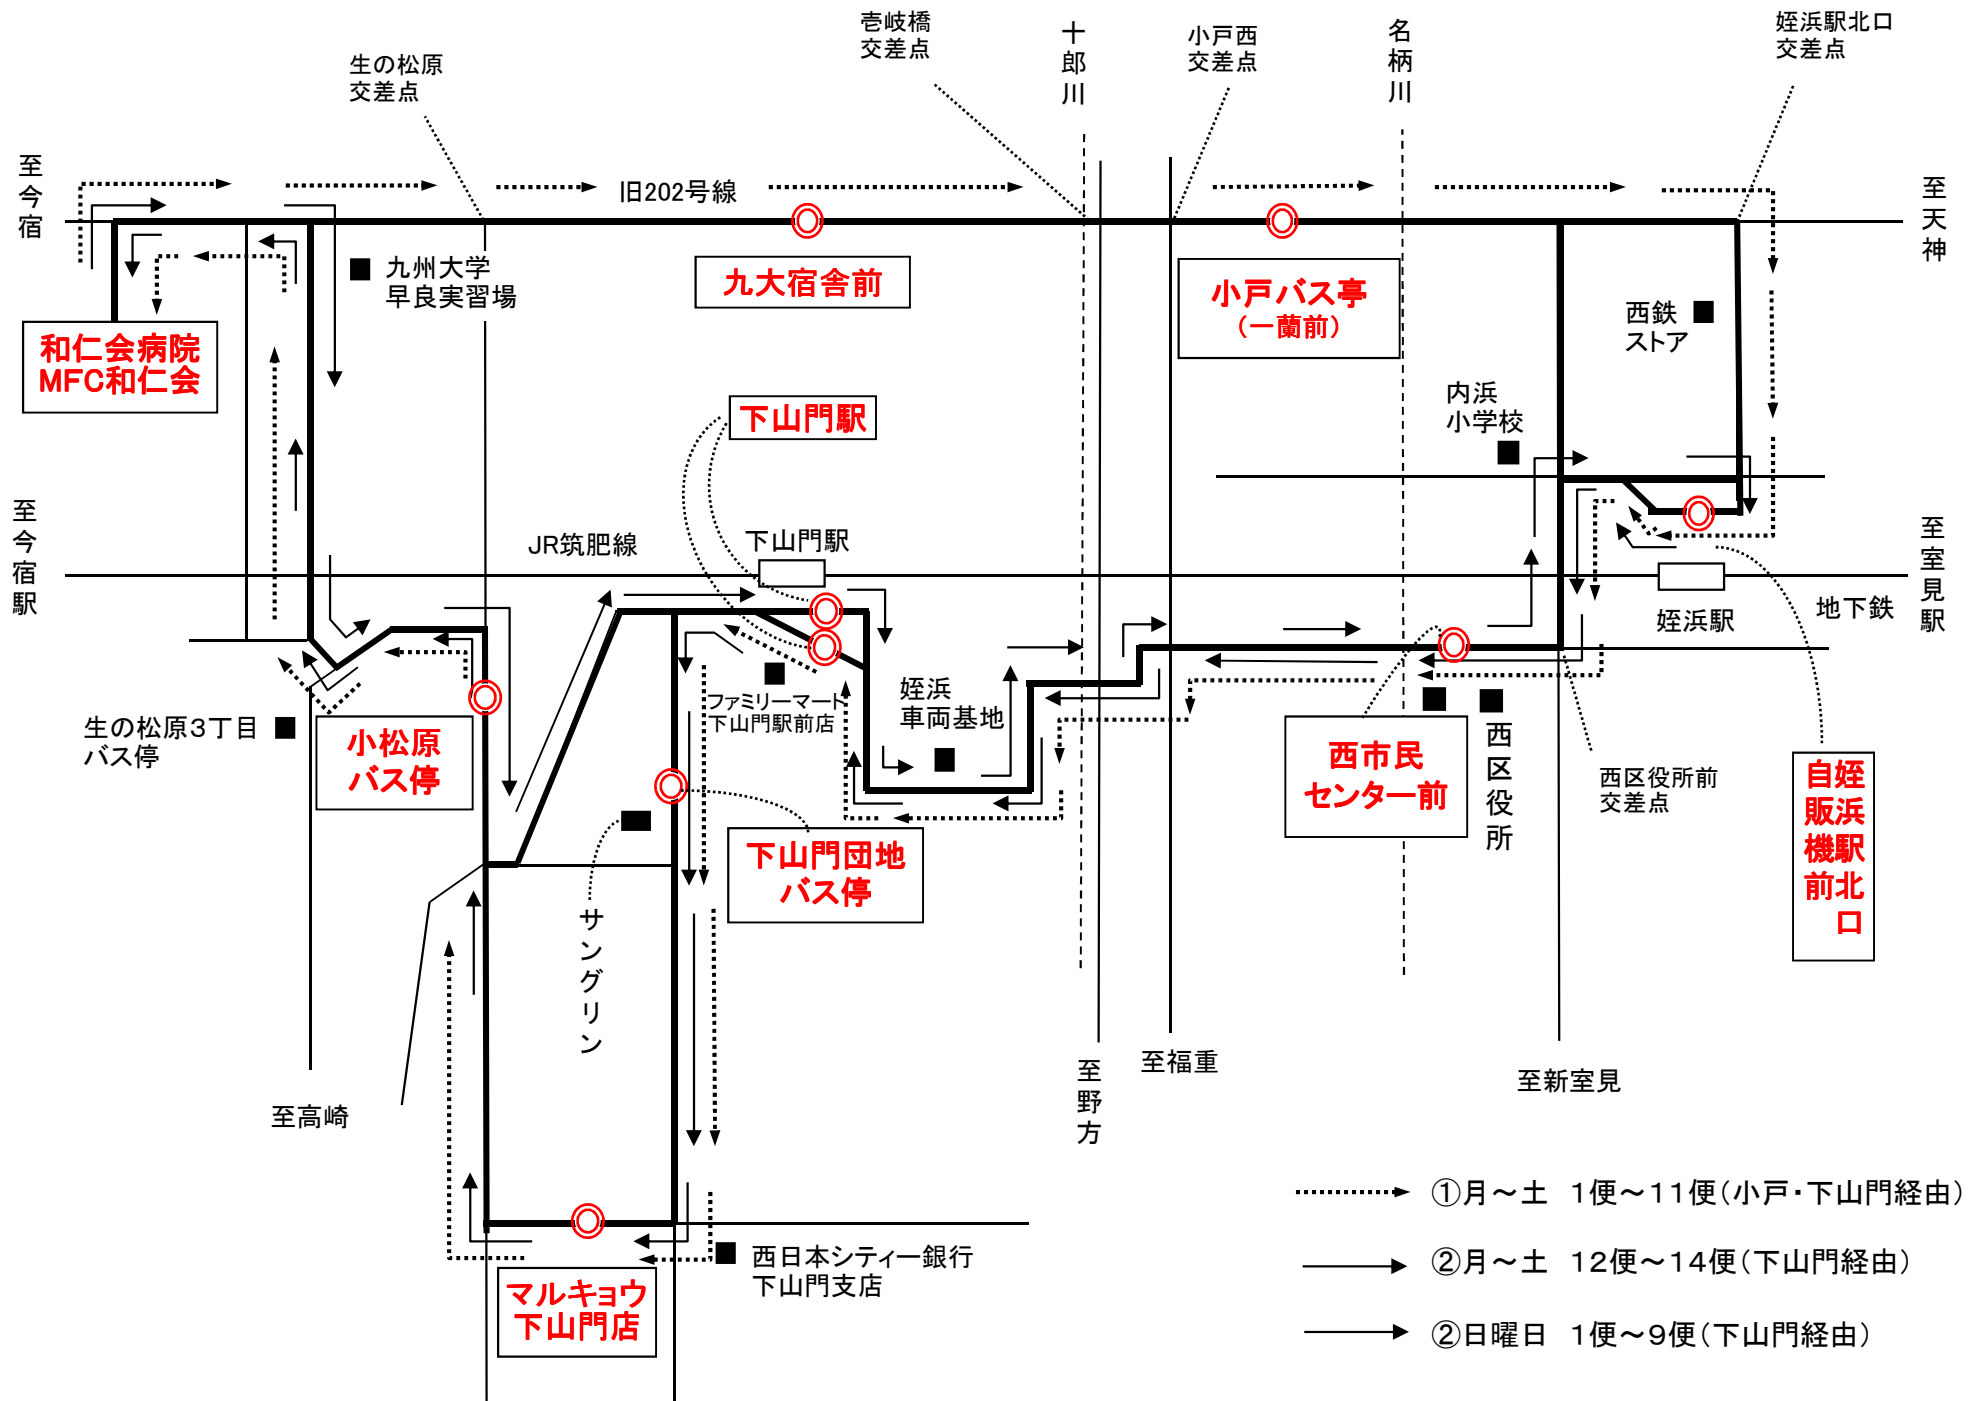 壱岐橋
交差点
十郎川
小戸西
交差点
名柄川
姪浜駅北口
交差点
生の松原
交差点
至今宿
旧202号線
至天神
九州大学
早良実習場
九大宿舎前
小戸バス亭
（一蘭前）
西鉄
ストア
和仁会病院
MFC和仁会
下山門駅
内浜
小学校
至今宿駅
JR筑肥線
下山門駅
至室見駅
姪浜駅
地下鉄
生の松原３丁目
バス停
小松原
バス停
ファミリーマート
下山門駅前店
姪浜
車両基地
西市民
センター前
西区役所
西区役所前
交差点
姪浜駅北口
自販機前
下山門団地
バス停
サングリン
至高崎
至野方
至福重
至新室見
マルキョウ
下山門店
西日本シティー銀行
下山門支店
①月～土　１便～１１便（小戸・下山門経由）
②月～土　１２便～１４便（下山門経由）
②日曜日　１便～９便（下山門経由）